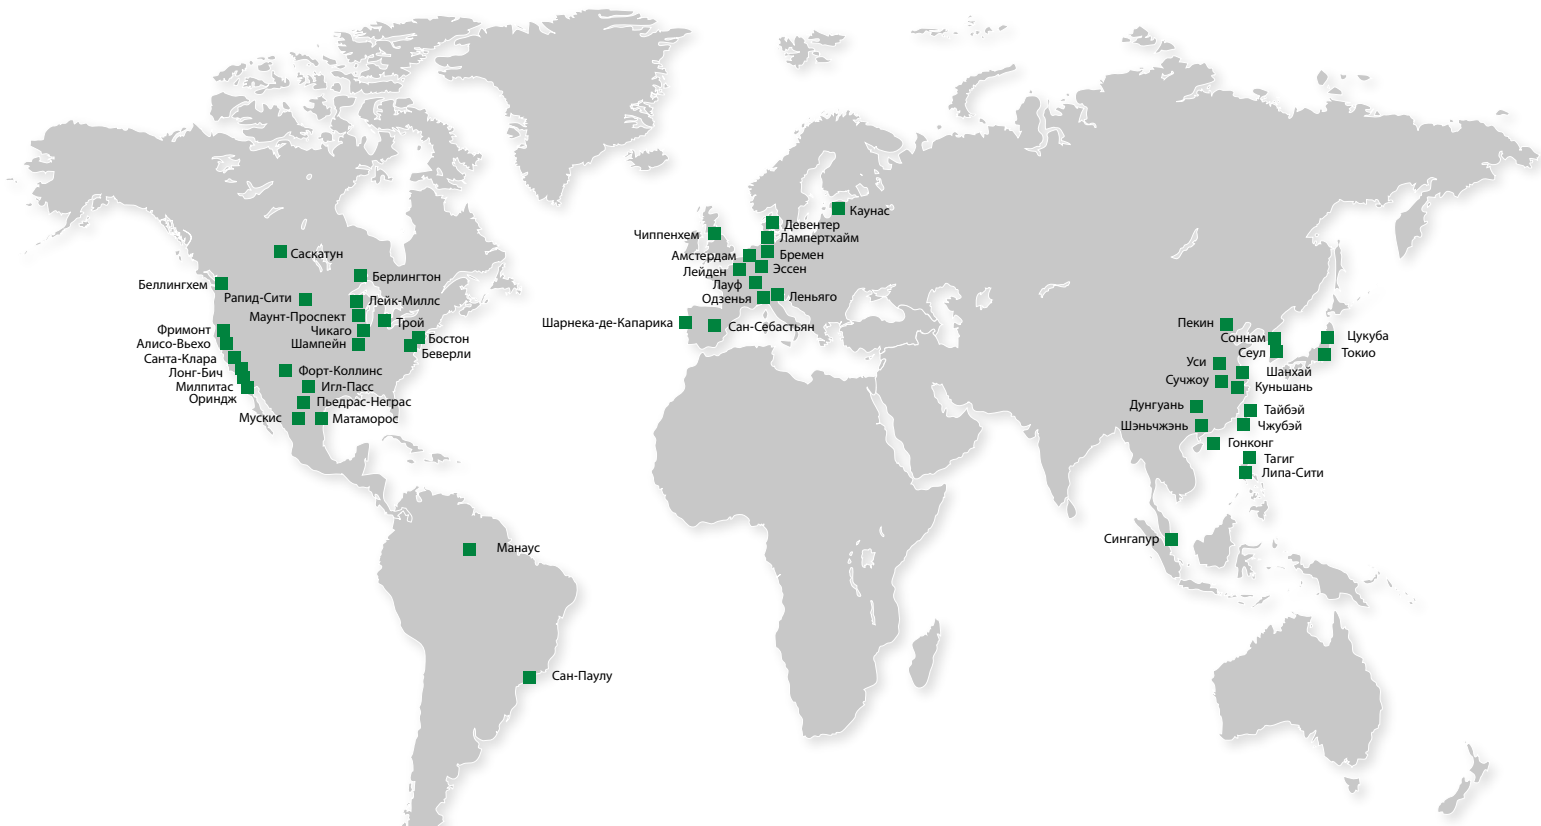 Саскатун
Берлингтон
Беллингхем
Рапид-Сити
Лейк-Миллс
Маунт-Проспект
Трой
Фримонт
Чикаго
Бостон
Алисо-Вьехо
Шампейн
Беверли
Санта-Клара
Лонг-Бич
Форт-Коллинс
Милпитас
Игл-Пасс
Ориндж
Пьедрас-Неграс
Мускис
Матаморос
Манаус
Сан-Паулу
Каунас
Чиппенхем
Девентер
Лампертхайм
Амстердам
Бремен
Лейден
Эссен
Лауф
Одзенья
Леньяго
Шарнека-де-Капарика
Сан-Себастьян
Пекин
Соннам
Цукуба
Сеул
Токио
Уси
Шанхай
Сучжоу
Куньшань
Дунгуань
Тайбэй
Шэньчжэнь
Чжубэй
Гонконг
Тагиг
Липа-Сити
Сингапур